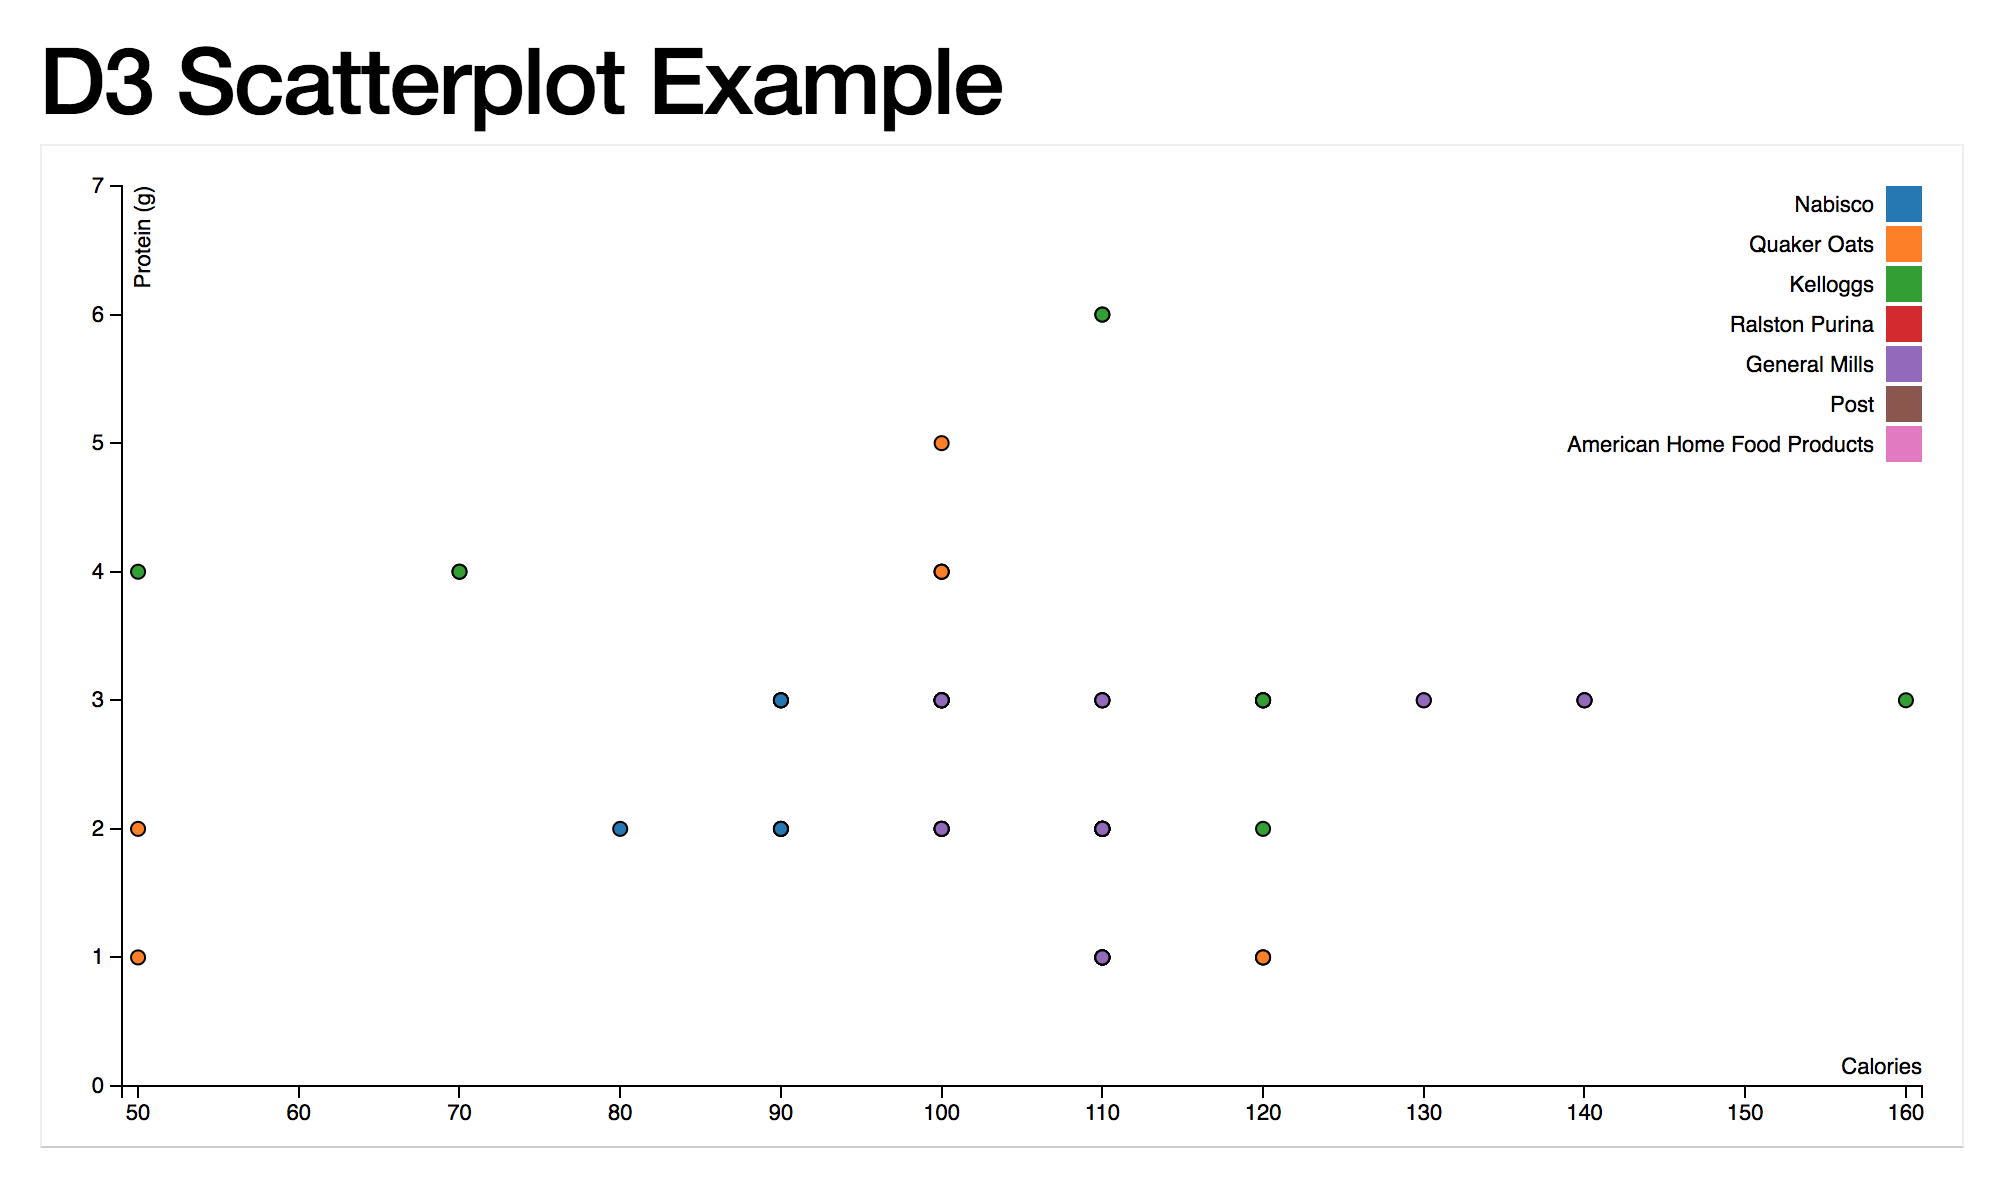 D3 Scatterplot Example
Protein (g)
7
6
5
4
3
2
1
0
Nabisco
Quaker Oats
Kelloggs
Ralston Purina
General Mills
Post
American Home Food Products
Calories
50 60 70 80 90 100 110 120 130 140 150 160